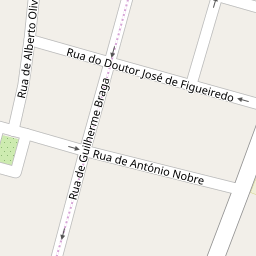 Rua de Alberto Oliv
Rua do Doutor José de Figueiredo
Rua de Guilherme Braga
Rua de António Nobre